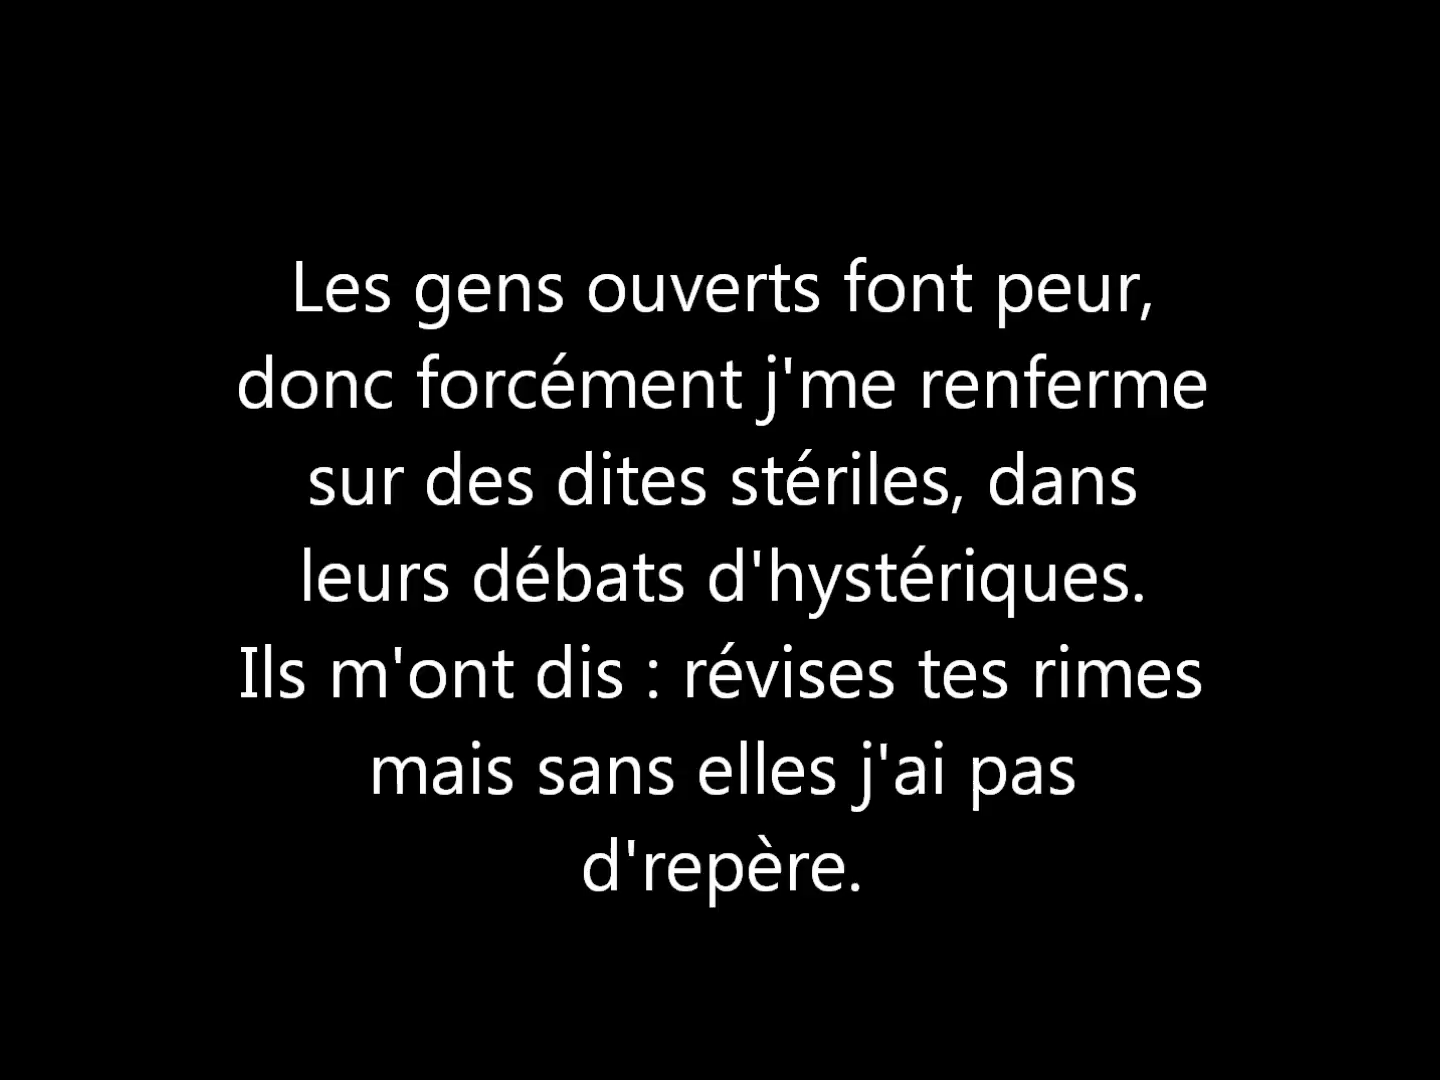 Les gens ouverts font peur,
donc forcément j'me renferme
sur des dites stériles, dans
leurs débats d'hystériques.
Ils m'ont dis : révises tes rimes
mais sans elles j'ai pas
d'repère.